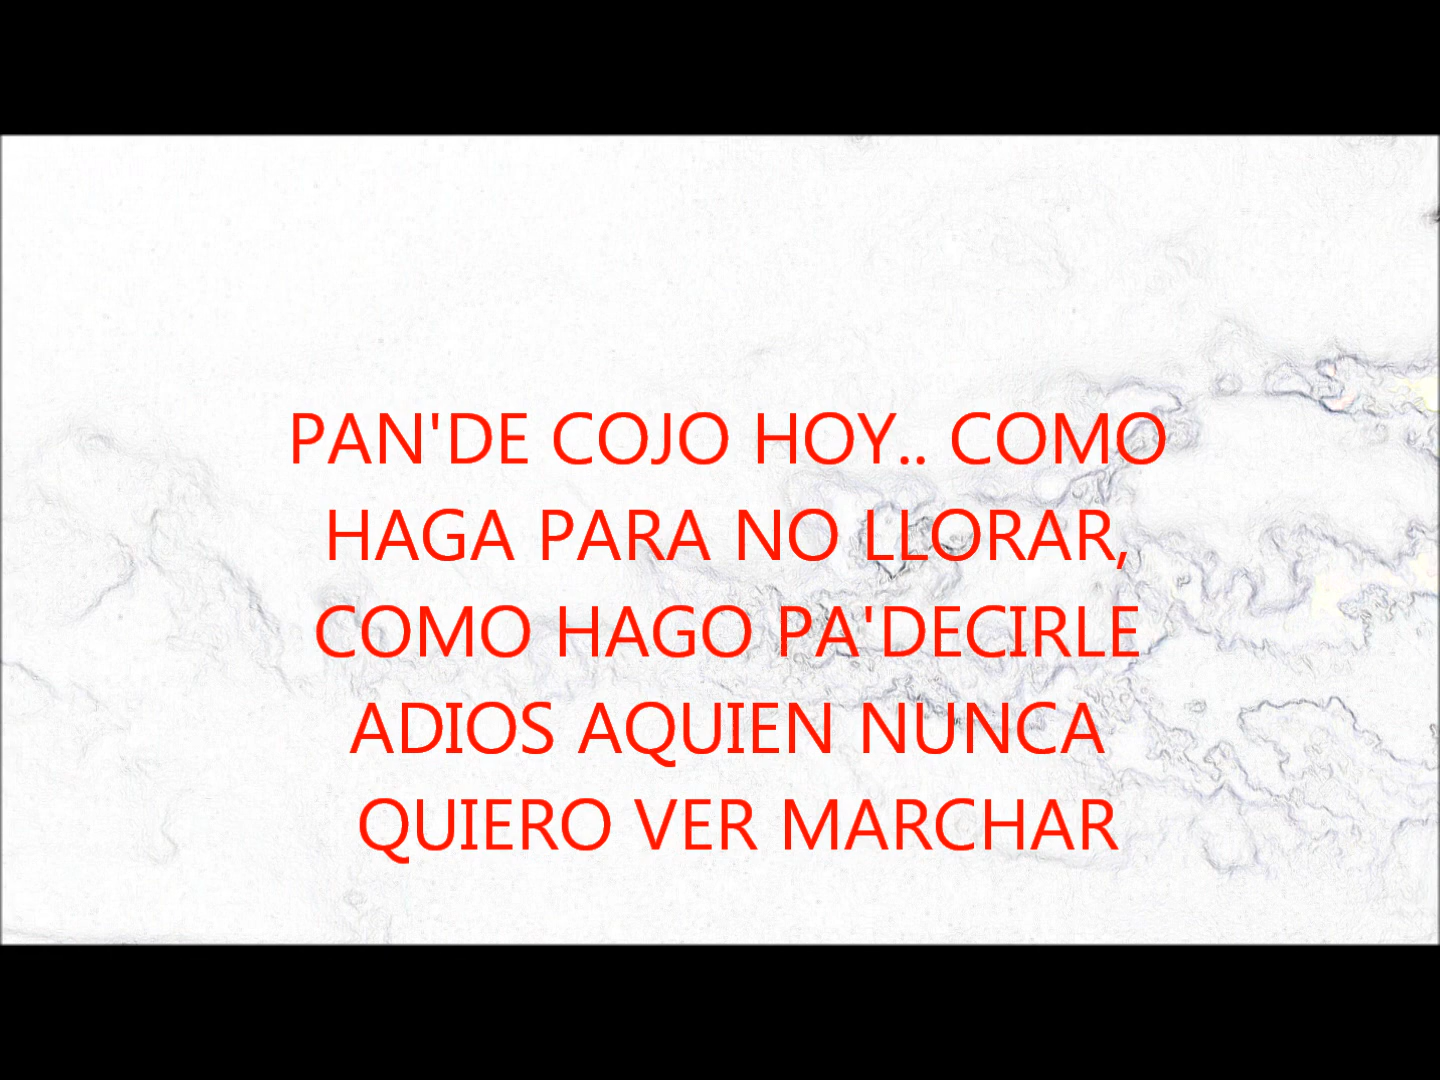 PAN'DE COJO HOY.. COMO
HAGA PARA NO LLORAR,
COMO HAGO PA'DECIRLE
ADIOS AQUIEN NUNCA
QUIERO VER MARCHAR